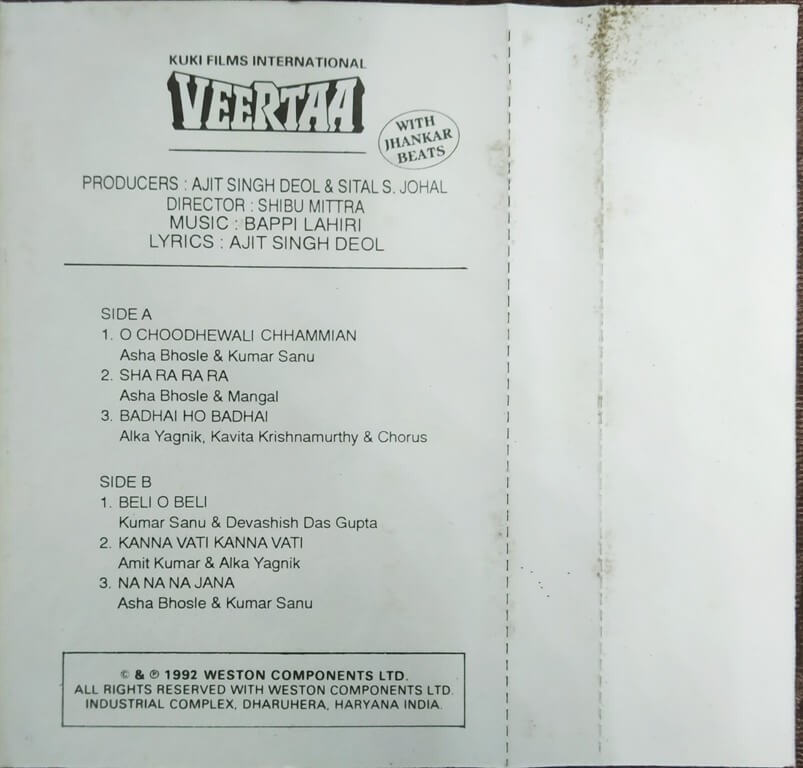 KUKI FILMS INTERNATIONAL
VEERTAA
WITH
JHANKAR
BEATS
PRODUCERS : AJIT SINGH DEOL & SITAL S. JOHAL
DIRECTOR : SHIBU MITTRA
MUSIC : BAPPI LAHIRI
LYRICS : AJIT SINGH DEOL
SIDE A
1. O CHOODHEWALI CHHAMMIAN
Asha Bhosle & Kumar Sanu
2. SHA RA RA RA
Asha Bhosle & Mangal
3. BADHAI HO BADHAI
Alka Yagnik, Kavita Krishnamurthy & Chorus
SIDE B
1. BELI O BELI
Kumar Sanu & Devashish Das Gupta
2. KANNA VATI KANNA VATI
Amit Kumar & Alka Yagnik
3. NA NA NA JANA
Asha Bhosle & Kumar Sanu
© & ℗ 1992 WESTON COMPONENTS LTD.
ALL RIGHTS RESERVED WITH WESTON COMPONENTS LTD.
INDUSTRIAL COMPLEX, DHARUHERA, HARYANA INDIA.